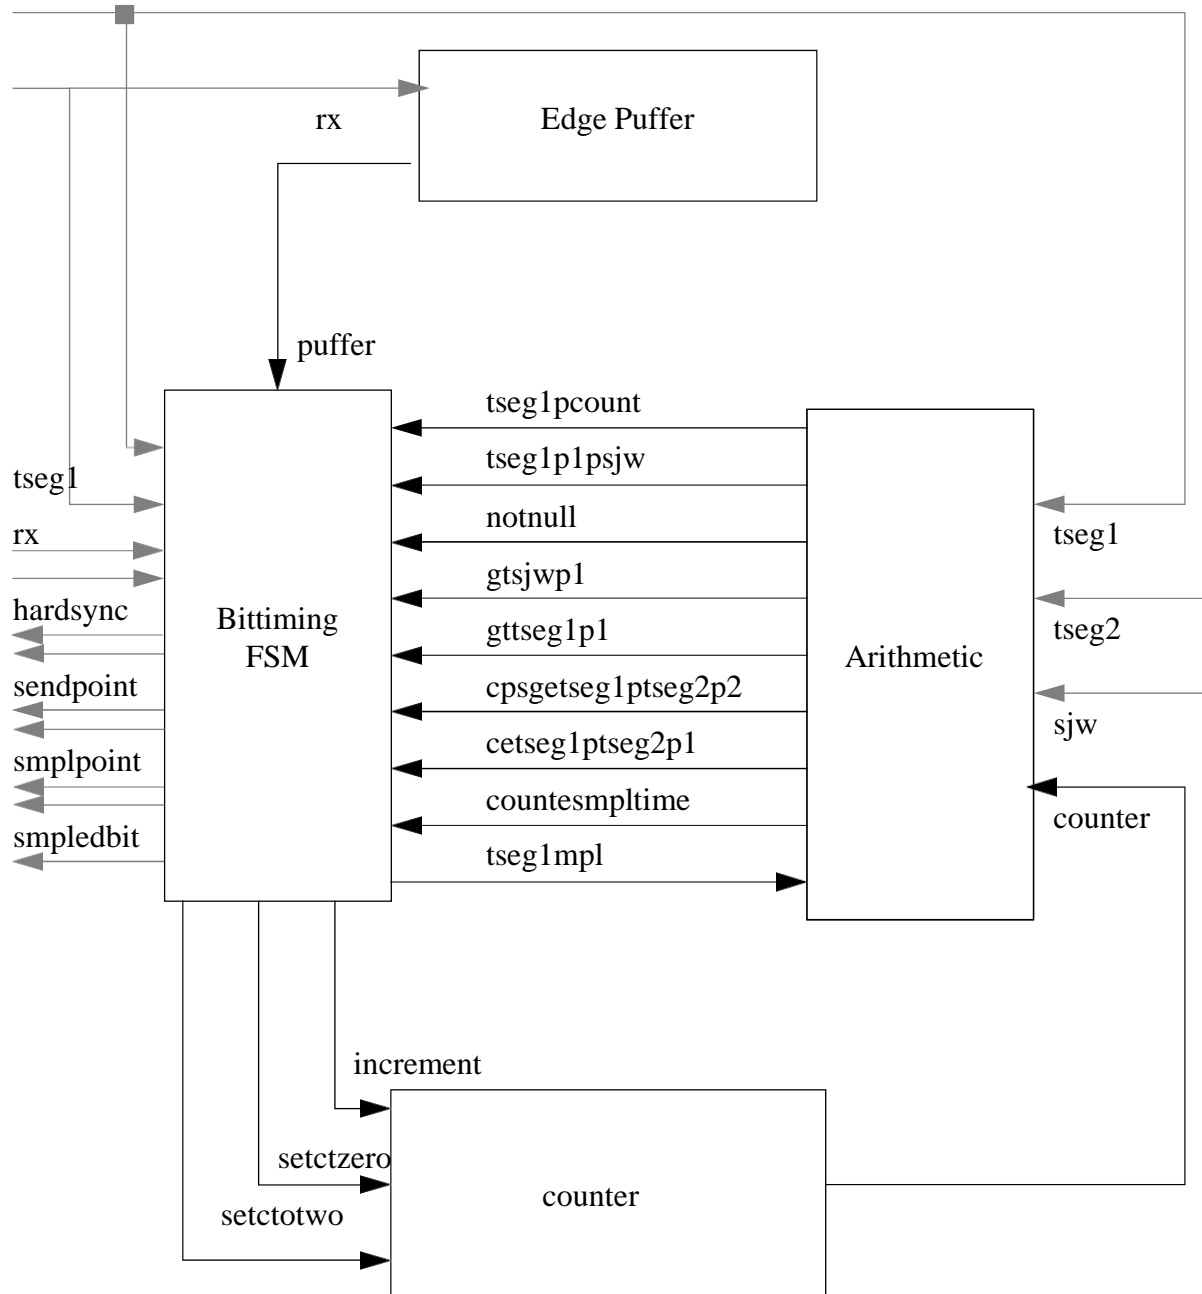 rx
Edge Puffer
puffer
tseg1pcount
tseg1p1psjw
tseg1
notnull
rx
tseg1
gtsjwp1
hardsync
Bittiming
FSM
gttseg1p1
tseg2
Arithmetic
sendpoint
cpsgetseg1ptseg2p2
sjw
smplpoint
cetseg1ptseg2p1
countesmpltime
counter
smpledbit
tseg1mpl
increment
setctzero
counter
setctotwo